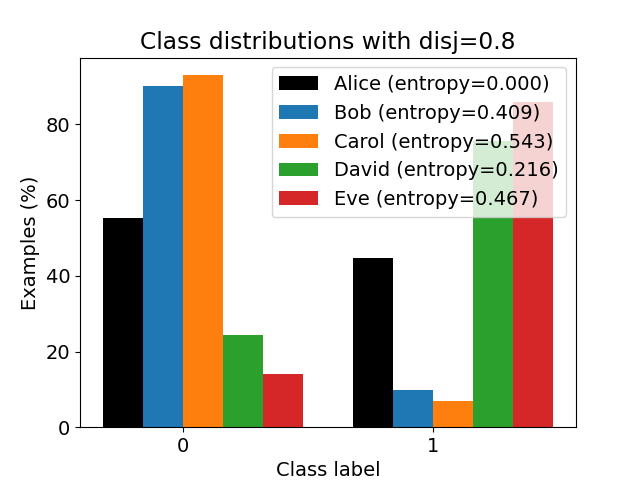 Class distributions with disj=0.8
Alice (entropy=0.000)
Bob (entropy=0.409)
Carol (entropy=0.543)
David (entropy=0.216)
Eve (entropy=0.467)
Examples (%)
80
60
40
20
0
0 1
Class label